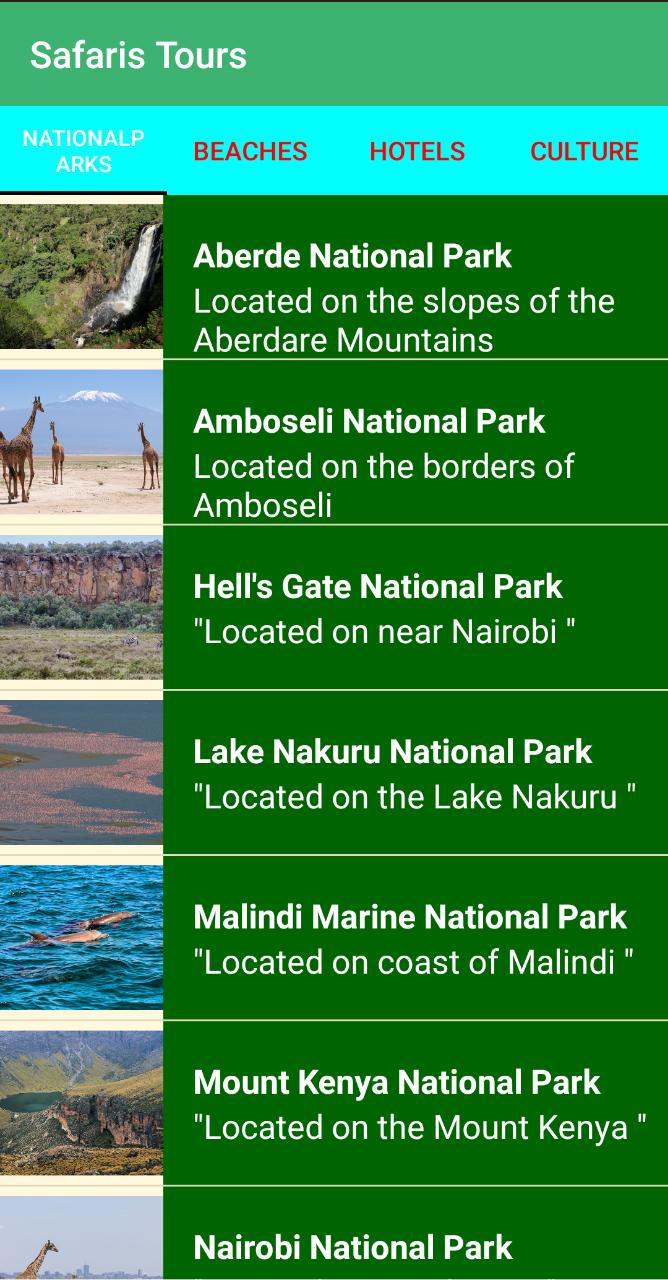 Safaris Tours
NATIONALP
ARKS
BEACHES
HOTELS
CULTURE
Aberde National Park
Located on the slopes of the
Aberdare Mountains
Amboseli National Park
Located on the borders of
Amboseli
Hell's Gate National Park
"Located on near Nairobi "
Lake Nakuru National Park
"Located on the Lake Nakuru "
Malindi Marine National Park
"Located on coast of Malindi "
Mount Kenya National Park
"Located on the Mount Kenya "
Nairobi National Park